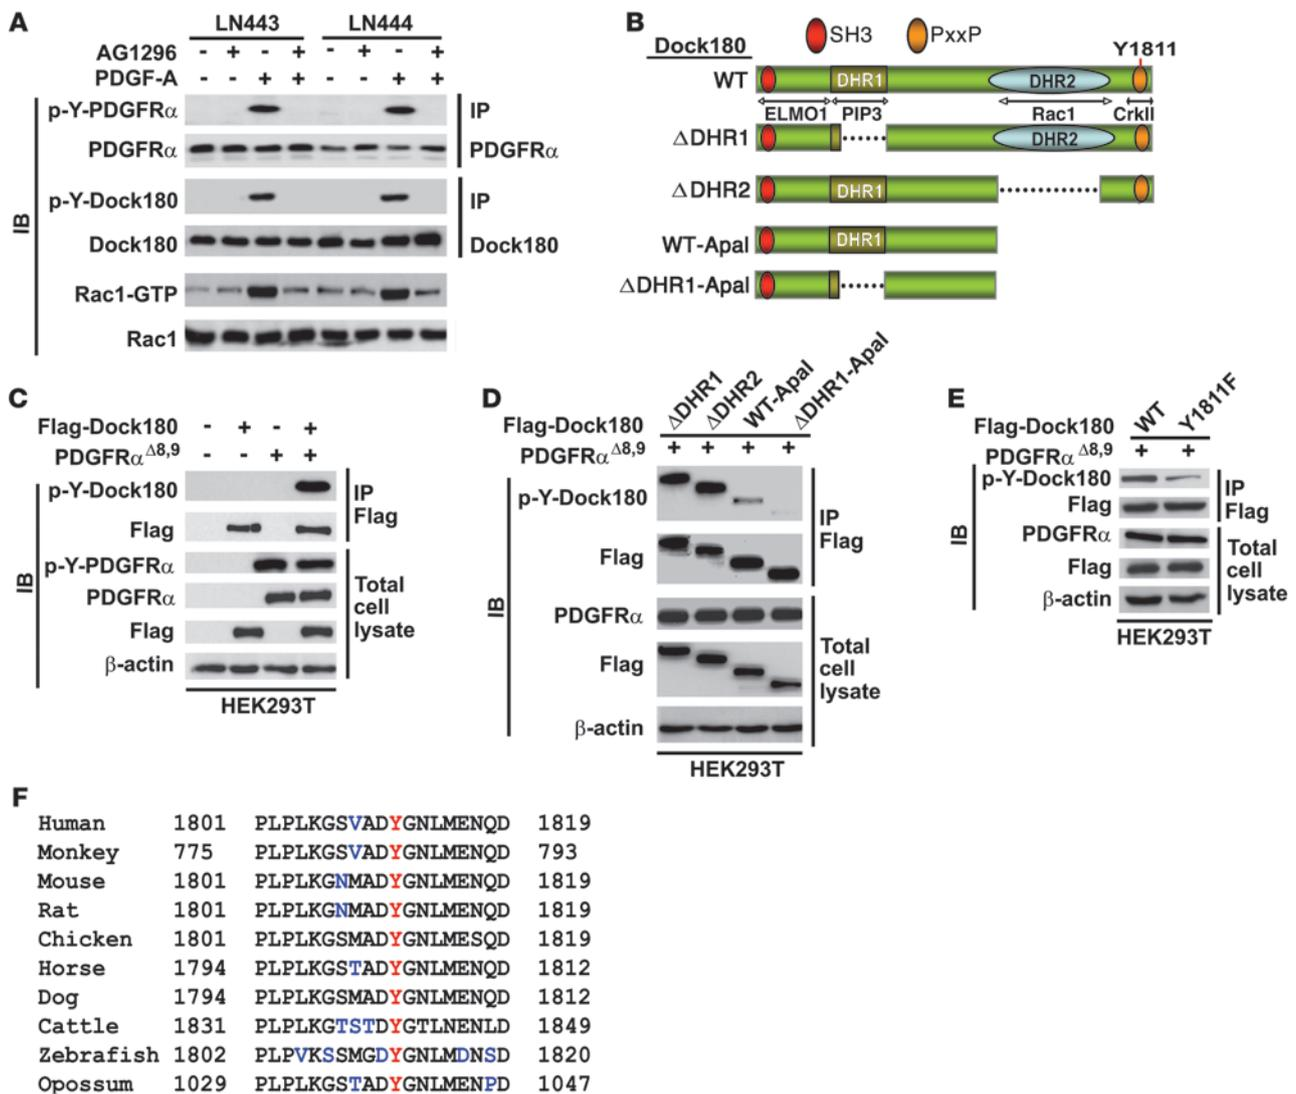 A
LN443 LN444
AG1296 - + - + - + - +
PDGF-A - - + + - - + +
p-Y-PDGFRα
PDGFRα
IP
PDGFRα
p-Y-Dock180
Dock180
IP
Dock180
Rac1-GTP
Rac1
IB
B
SH3 PxxP
Dock180
Y1811
WT DHR1 DHR2
ELMO1 PIP3 Rac1 CrkII
ΔDHR1 DHR2
ΔDHR2 DHR1
WT-ApaI DHR1
ΔDHR1-ApaI
C
Flag-Dock180 - + - +
PDGFRα Δ8,9 - - + +
p-Y-Dock180
Flag
IP
Flag
p-Y-PDGFRα
PDGFRα
Flag
β-actin
Total
cell
lysate
IB
HEK293T
D
ΔDHR1 ΔDHR2 WT-ApaI ΔDHR1-ApaI
Flag-Dock180
PDGFRα Δ8,9 + + + +
p-Y-Dock180
Flag
IP
Flag
PDGFRα
Flag
β-actin
Total
cell
lysate
IB
HEK293T
E
WT Y1811F
Flag-Dock180
PDGFRα Δ8,9 + +
p-Y-Dock180
Flag
IP
Flag
PDGFRα
Flag
β-actin
Total
cell
lysate
IB
HEK293T
F
Human 1801 PLPLKGSVADYGNLMENQD 1819
Monkey 775 PLPLKGSVADYGNLMENQD 793
Mouse 1801 PLPLKGNMADYGNLMENQD 1819
Rat 1801 PLPLKGNMADYGNLMENQD 1819
Chicken 1801 PLPLKGSMADYGNLMESQD 1819
Horse 1794 PLPLKGSTADYGNLMENQD 1812
Dog 1794 PLPLKGSMADYGNLMENQD 1812
Cattle 1831 PLPLKGTSTDYGTLNENLD 1849
Zebrafish 1802 PLPVKSSMGDYGNLMDNSD 1820
Opossum 1029 PLPLKGSTADYGNLMENPD 1047